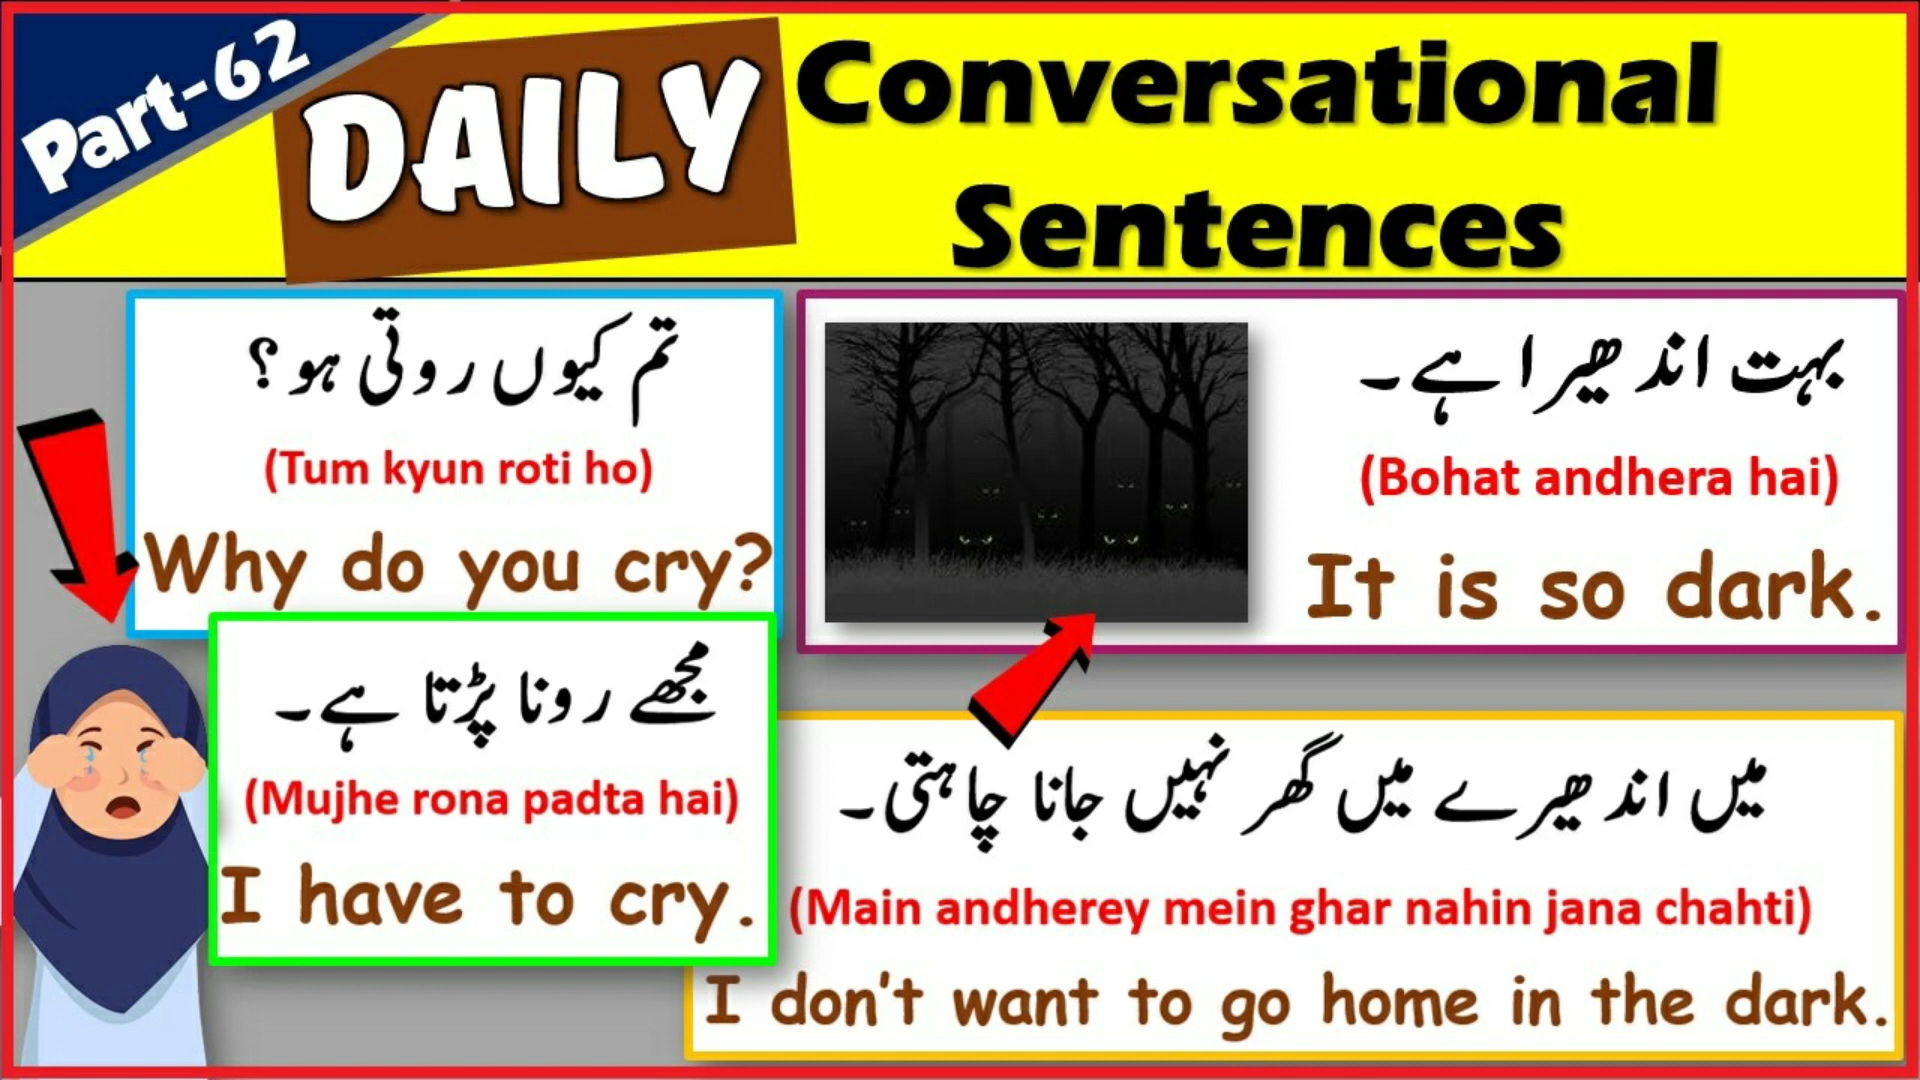 Part-62
DAILY
Conversational
Sentences
تم کیوں روتی ہو؟
(Tum kyun roti ho)
Why do you cry?
بہت اندھیرا ہے۔
(Bohat andhera hai)
It is so dark.
مجھے رونا پڑتا ہے۔
(Mujhe rona padta hai)
I have to cry.
میں اندھیرے میں گھر نہیں جانا چاہتی۔
(Main andherey mein ghar nahin jana chahti)
I don't want to go home in the dark.